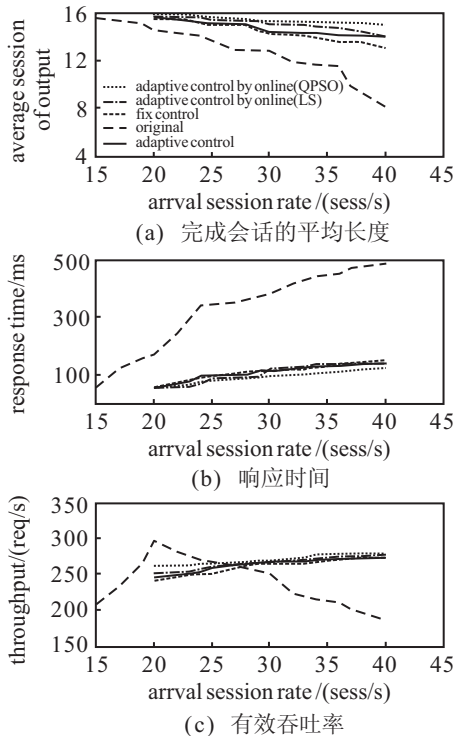 average session
of output
16
12
8
4
adaptive control by online(QPSO)
adaptive control by online(LS)
fix control
original
adaptive control
15 20 25 30 35 40 45
arrval session rate /(sess/s)
(a) 完成会话的平均长度
response time/ms
500
300
100
15 20 25 30 35 40 45
arrval session rate /(sess/s)
(b) 响应时间
throughput/(req/s)
350
300
250
200
150
15 20 25 30 35 40 45
arrval session rate /(sess/s)
(c) 有效吞吐率